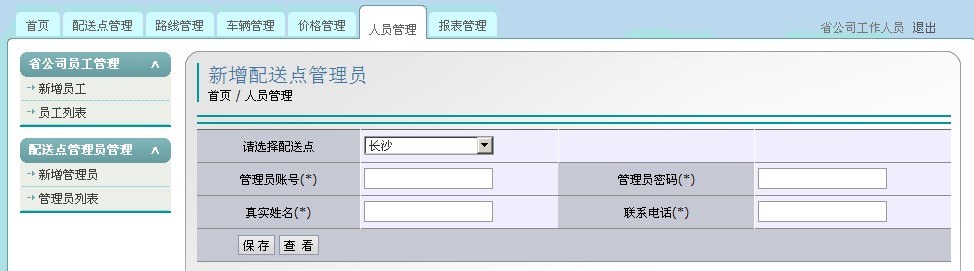 首页 配送点管理 路线管理 车辆管理 价格管理 人员管理 报表管理
省公司工作人员 退出
省公司员工管理
新增员工
员工列表
配送点管理员管理
新增管理员
管理员列表
新增配送点管理员
首页 / 人员管理
请选择配送点 长沙
管理员账号(*) 管理员密码(*)
真实姓名(*) 联系电话(*)
保存 查看